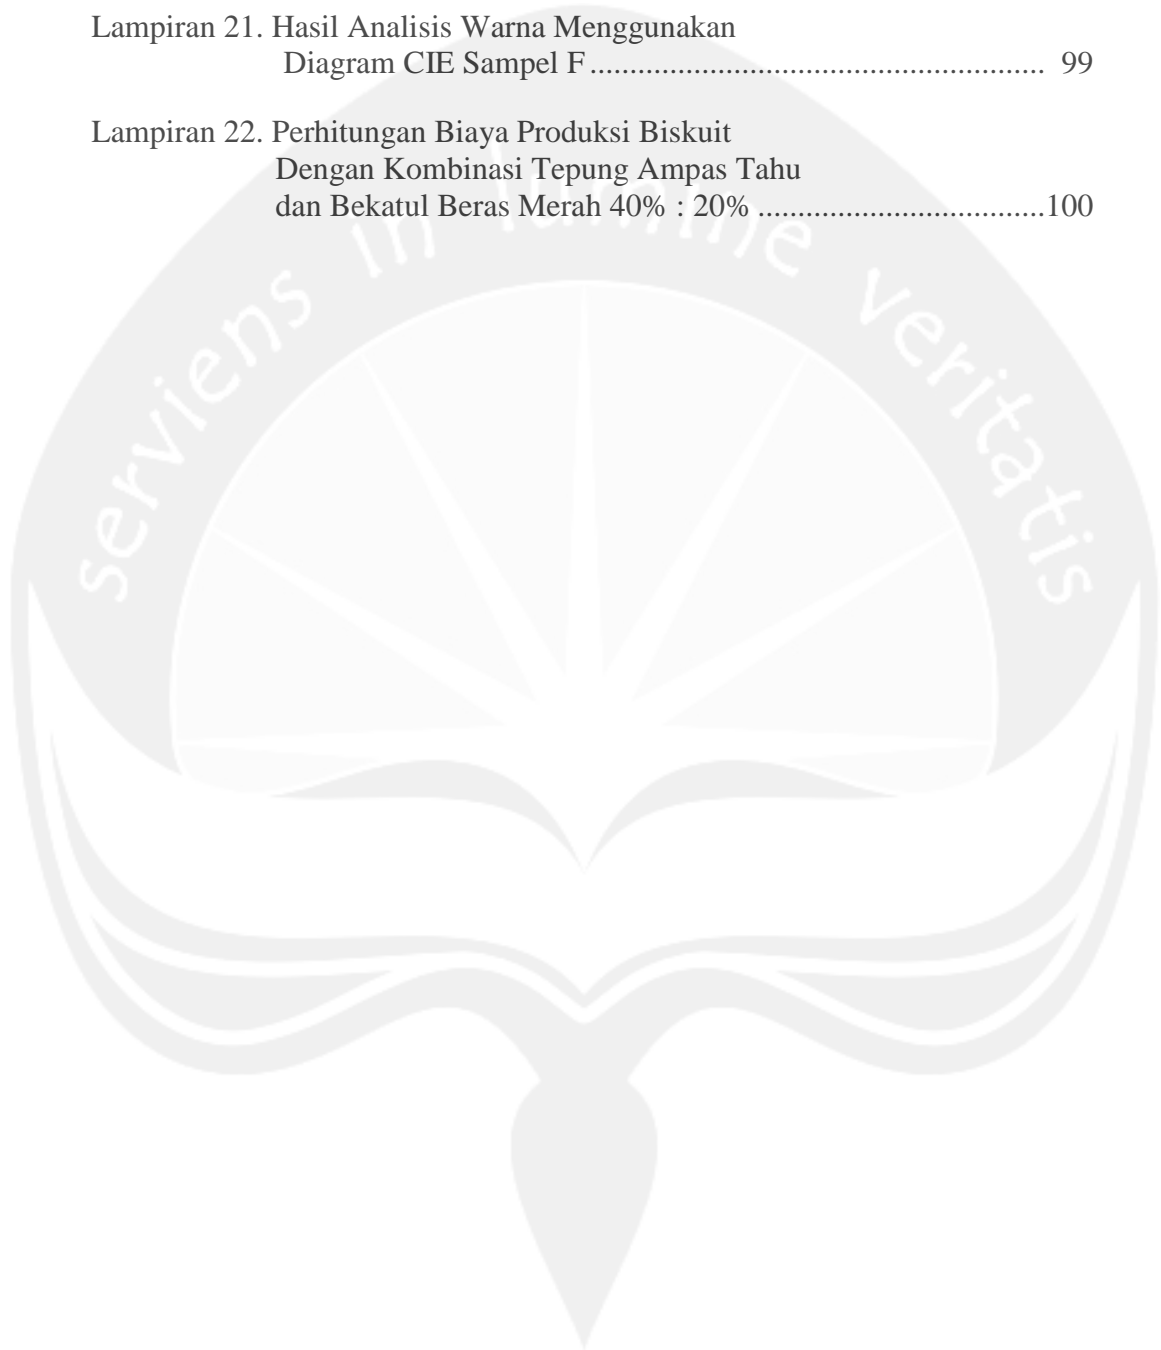 Lampiran 21. Hasil Analisis Warna Menggunakan
Diagram CIE Sampel F........................................................ 99
Lampiran 22. Perhitungan Biaya Produksi Biskuit
Dengan Kombinasi Tepung Ampas Tahu
dan Bekatul Beras Merah 40% : 20% ....................................100
serviens in lumine veritatis